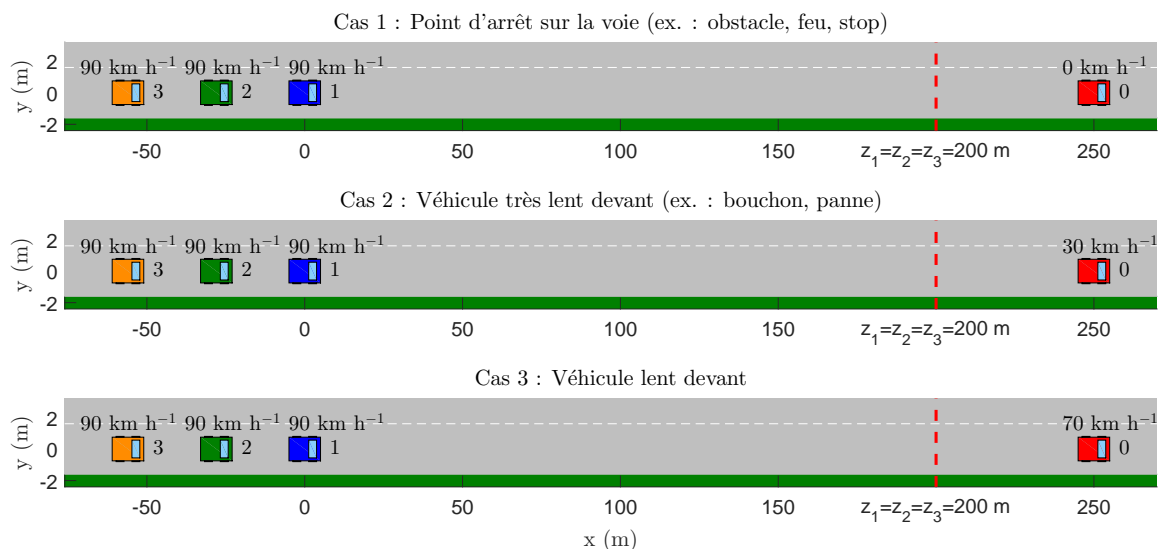 Cas 1 : Point d'arrêt sur la voie (ex. : obstacle, feu, stop)
90 km h⁻¹ 90 km h⁻¹ 90 km h⁻¹ 0 km h⁻¹
3 2 1 0
y (m)
2
0
-2
-50 0 50 100 150 z₁=z₂=z₃=200 m 250
Cas 2 : Véhicule très lent devant (ex. : bouchon, panne)
90 km h⁻¹ 90 km h⁻¹ 90 km h⁻¹ 30 km h⁻¹
3 2 1 0
y (m)
2
0
-2
-50 0 50 100 150 z₁=z₂=z₃=200 m 250
Cas 3 : Véhicule lent devant
90 km h⁻¹ 90 km h⁻¹ 90 km h⁻¹ 70 km h⁻¹
3 2 1 0
y (m)
2
0
-2
-50 0 50 100 150 z₁=z₂=z₃=200 m 250
x (m)